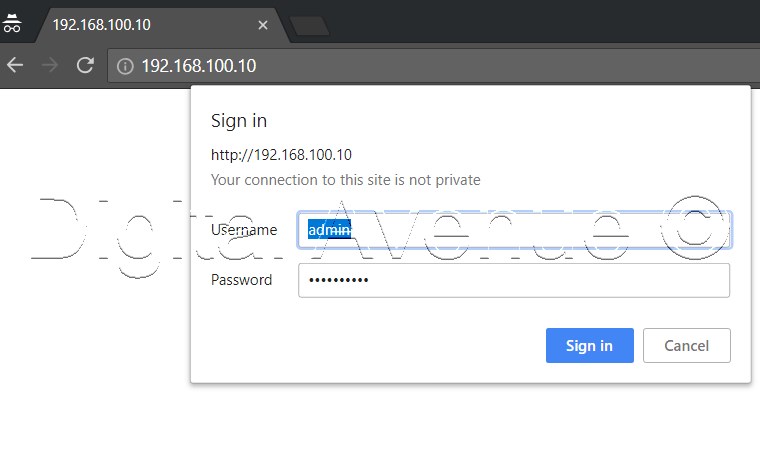 192.168.100.10
192.168.100.10
Sign in
http://192.168.100.10
Your connection to this site is not private
Digital Avenue ©
Username admin
Password ••••••••••
Sign in Cancel